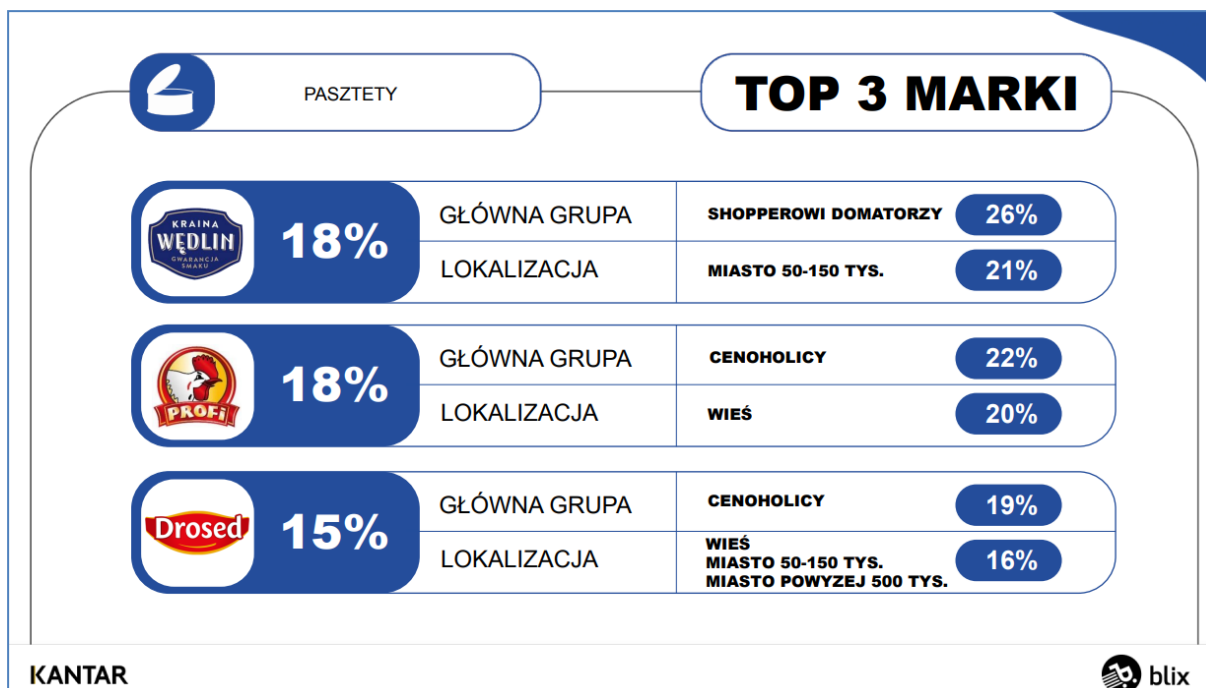 PASZTETY
TOP 3 MARKI
KRAINA
WĘDLIN
GWARANCJA
SMAKU
18%
GŁÓWNA GRUPA
SHOPPEROWI DOMATORZY
26%
LOKALIZACJA
MIASTO 50-150 TYS.
21%
PROFI
18%
GŁÓWNA GRUPA
CENOHOLICY
22%
LOKALIZACJA
WIEŚ
20%
Drosed
15%
GŁÓWNA GRUPA
CENOHOLICY
19%
LOKALIZACJA
WIEŚ
MIASTO 50-150 TYS.
MIASTO POWYZEJ 500 TYS.
16%
KANTAR
blix